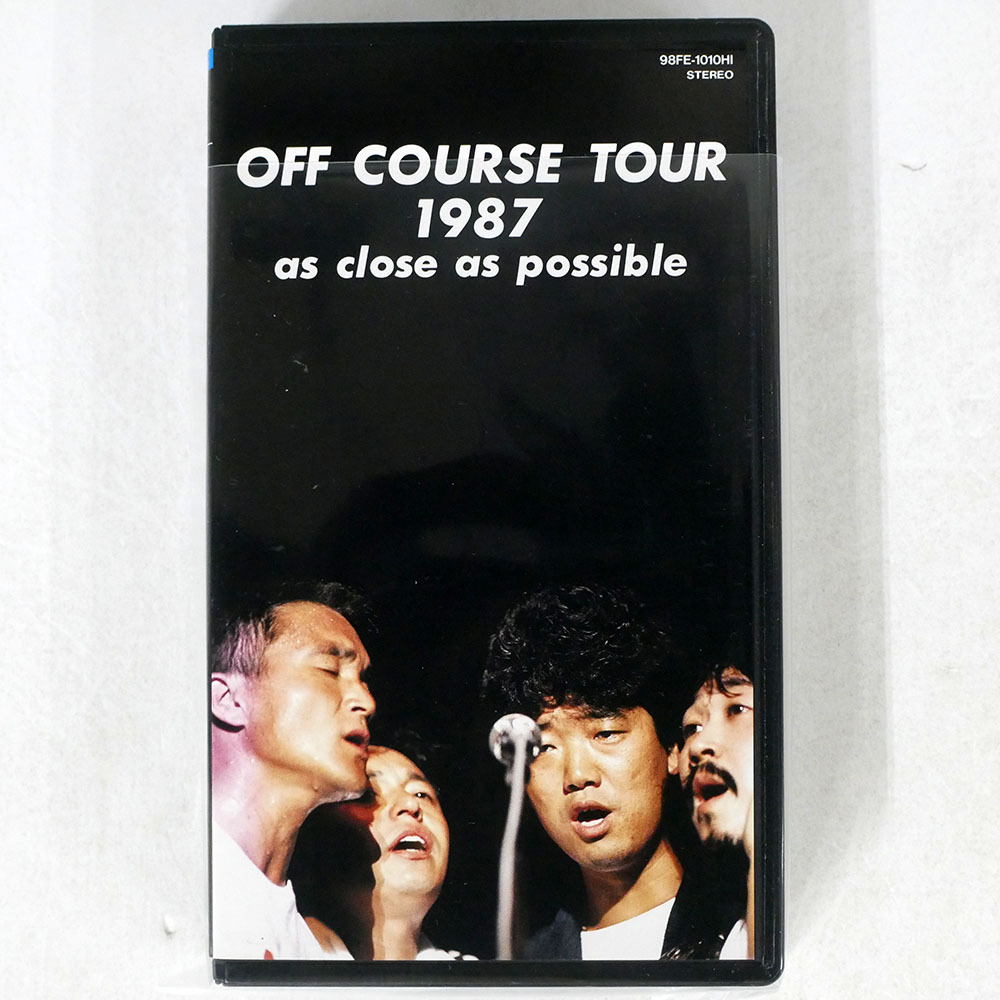 98FE-1010HI
STEREO
OFF COURSE TOUR
1987
as close as possible